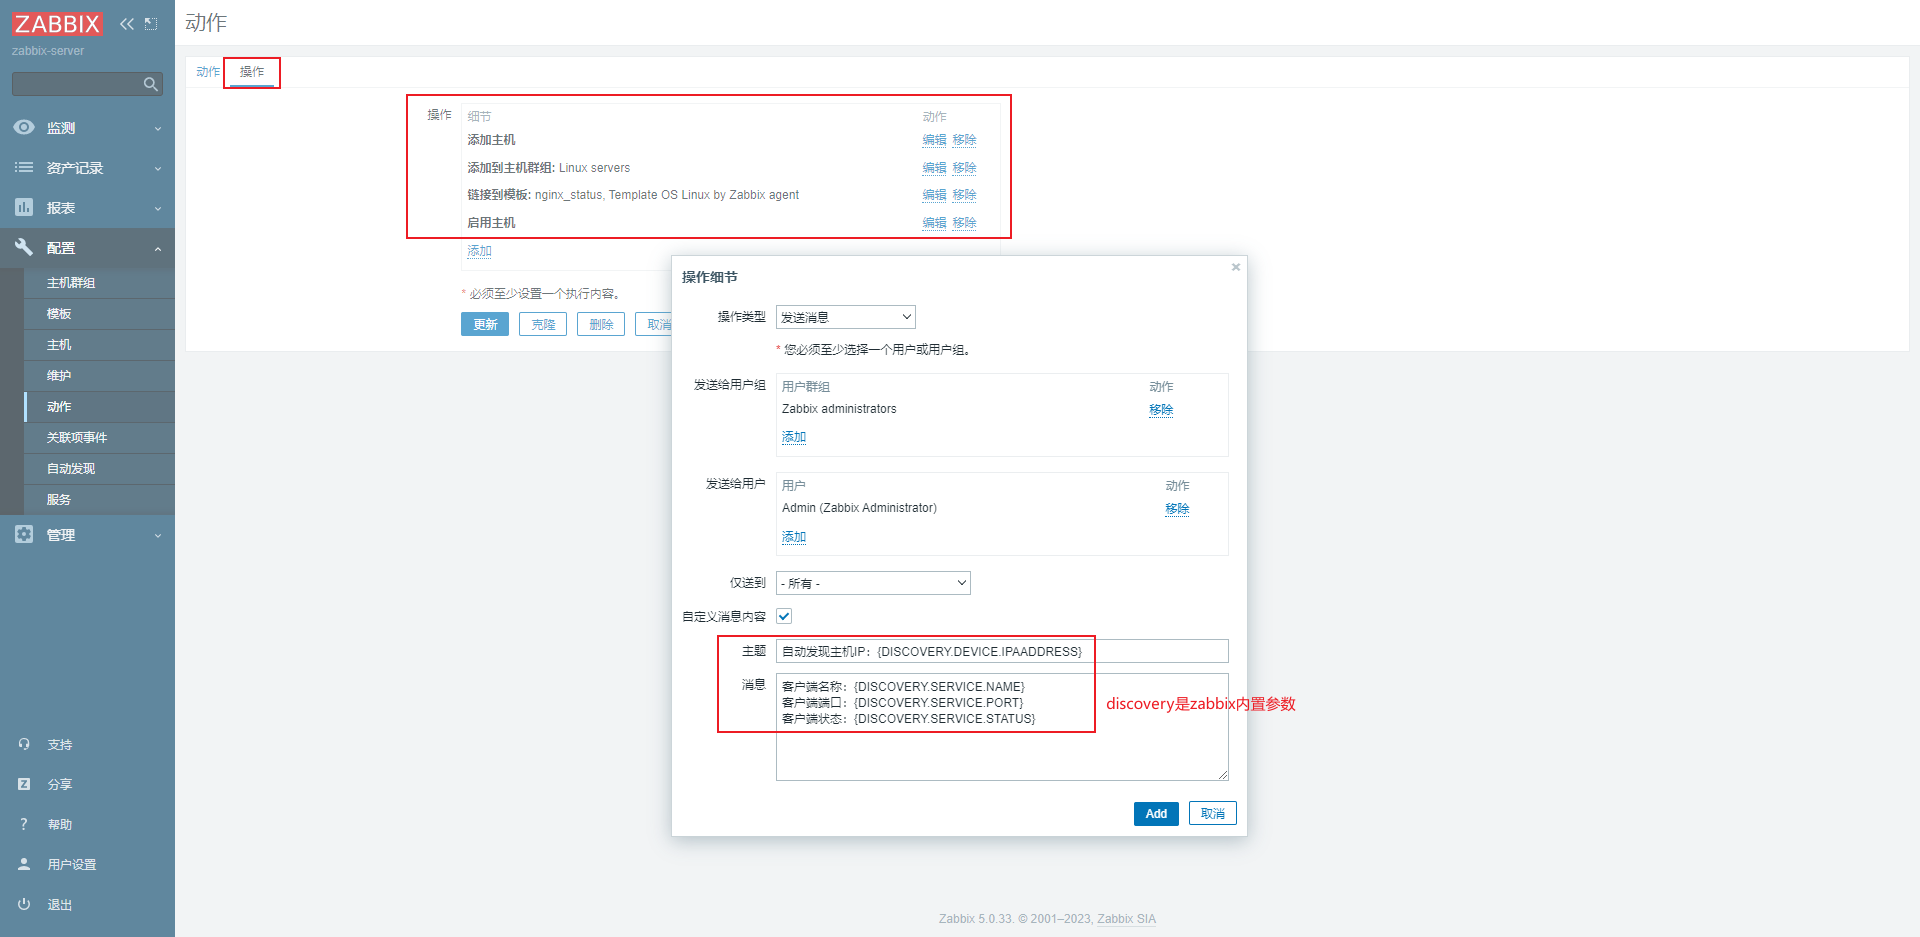 ZABBIX
zabbix-server
监测
资产记录
报表
配置
主机群组
模板
主机
维护
动作
关联项事件
自动发现
服务
管理
支持
分享
帮助
用户设置
退出
动作
动作 操作
操作 细节 动作
添加主机 编辑 移除
添加到主机群组: Linux servers 编辑 移除
链接到模板: nginx_status, Template OS Linux by Zabbix agent 编辑 移除
启用主机 编辑 移除
添加
* 必须至少设置一个执行内容。
更新 克隆 删除 取消
操作细节
操作类型 发送消息
* 您必须至少选择一个用户或用户组。
发送给用户组 用户群组 动作
Zabbix administrators 移除
添加
发送给用户 用户 动作
Admin (Zabbix Administrator) 移除
添加
仅送到 - 所有 -
自定义消息内容
主题 自动发现主机IP：{DISCOVERY.DEVICE.IPAADDRESS}
消息 客户端名称：{DISCOVERY.SERVICE.NAME}
客户端端口：{DISCOVERY.SERVICE.PORT}
客户端状态：{DISCOVERY.SERVICE.STATUS}
discovery是zabbix内置参数
Add 取消
Zabbix 5.0.33. © 2001–2023, Zabbix SIA